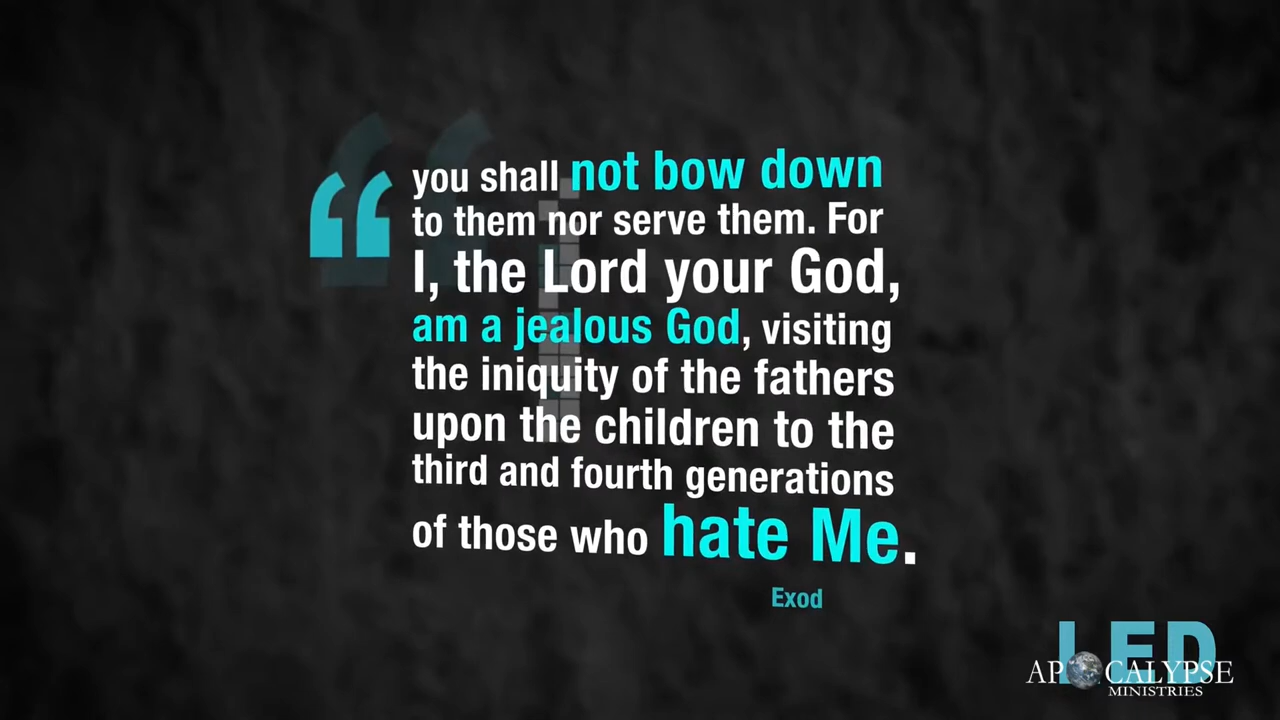 “
you shall not bow down
to them nor serve them. For
I, the Lord your God,
am a jealous God, visiting
the iniquity of the fathers
upon the children to the
third and fourth generations
of those who hate Me.
Exod
LED
APOCALYPSE
MINISTRIES